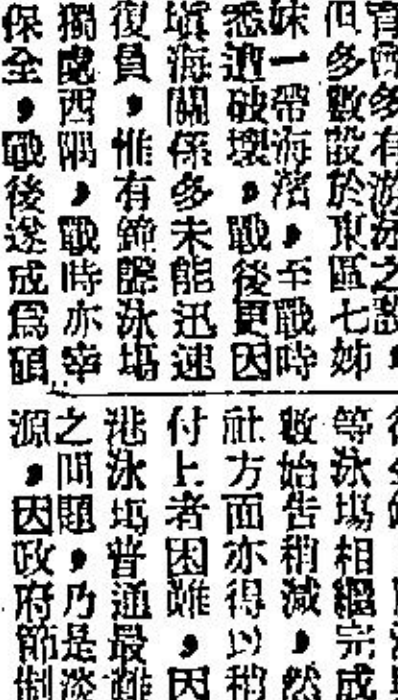 多有游泳之設
但多數設於東區七姊
妹一帶海濱，至戰時
悉遭破壞，戰後更因
填海關係多未能迅速
復員，惟有鐘聲泳場
獨處西隅，戰時亦幸
保全，戰後遂成爲碩
等泳場相繼完成
數始告稍減，然
社方面亦得以稍
付上者困難，因
港泳場普通最難
之問題，乃是淡
源，因政府節制